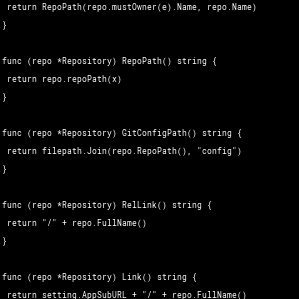 return RepoPath(repo.mustOwner(e).Name, repo.Name)
}
func (repo *Repository) RepoPath() string {
return repo.repoPath(x)
}
func (repo *Repository) GitConfigPath() string {
return filepath.Join(repo.RepoPath(), "config")
}
func (repo *Repository) RelLink() string {
return "/" + repo.FullName()
}
func (repo *Repository) Link() string {
return setting.AppSubURL + "/" + repo.FullName()